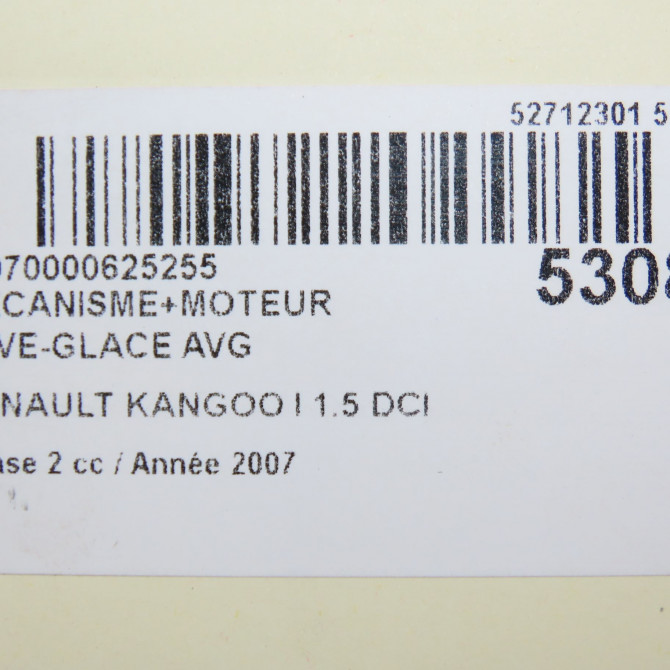 52712301 5
070000625255
5308
CANISME+MOTEUR
VE-GLACE AVG
NAULT KANGOO I 1.5 DCI
ase 2 cc / Année 2007